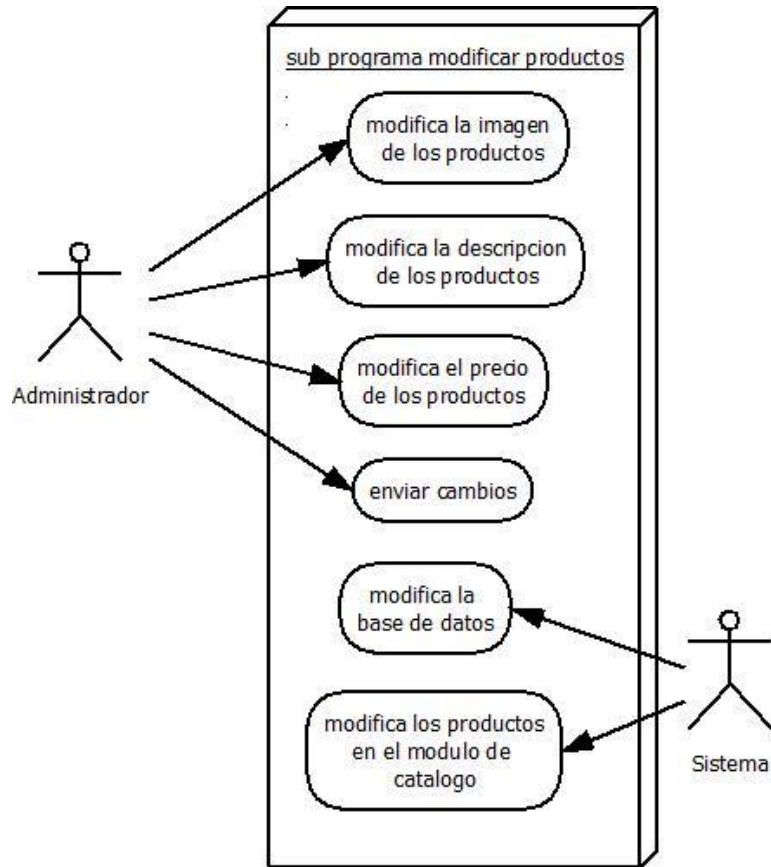 sub programa modificar productos
modifica la imagen
de los productos
modifica la descripcion
de los productos
modifica el precio
de los productos
Administrador
enviar cambios
modifica la
base de datos
modifica los productos
en el modulo de
catalogo
Sistema